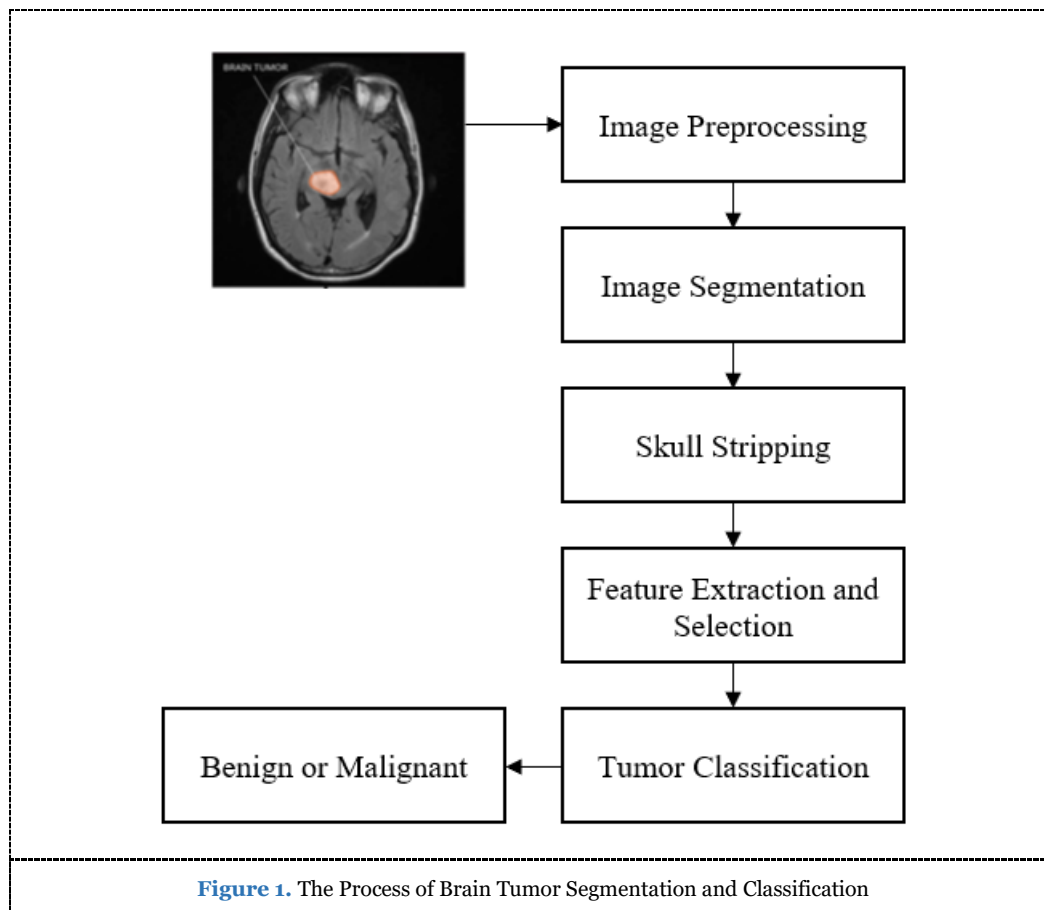 BRAIN TUMOR
Image Preprocessing
Image Segmentation
Skull Stripping
Feature Extraction and
Selection
Benign or Malignant
Tumor Classification
Figure 1. The Process of Brain Tumor Segmentation and Classification